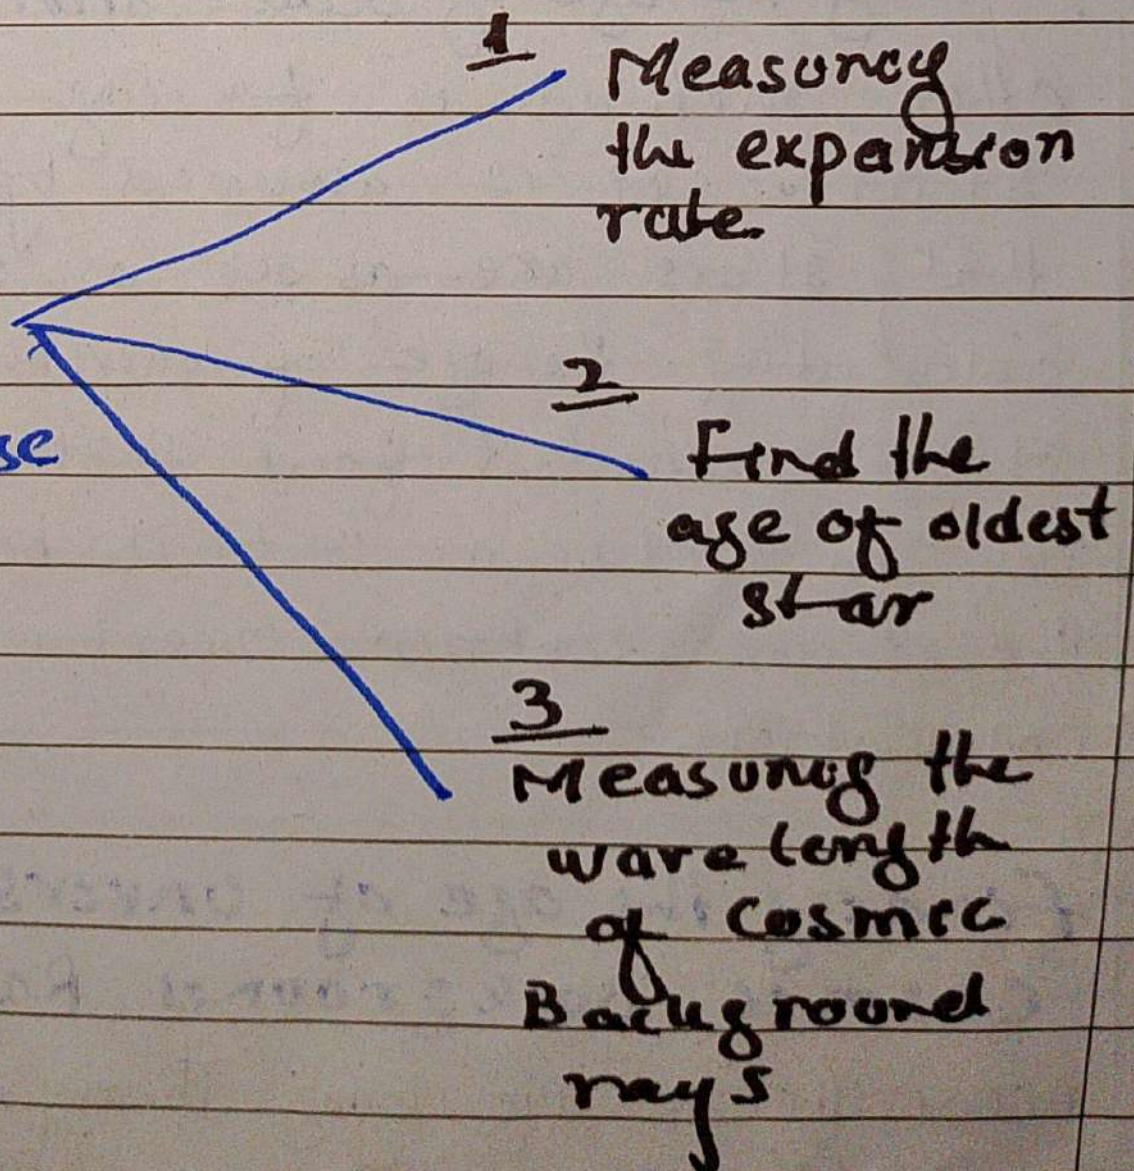 1
Measuring
the expansion
rate.
2
se
Find the
age of oldest
star
3
Measuring the
wave length
of Cosmic
Background
rays